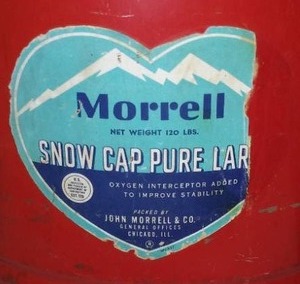 Morrell
NET WEIGHT 120 LBS.
SNOW CAP PURE LAR
OXYGEN INTERCEPTOR ADDED
TO IMPROVE STABILITY
PACKED BY
JOHN MORRELL & CO.
GENERAL OFFICES
CHICAGO, ILL.